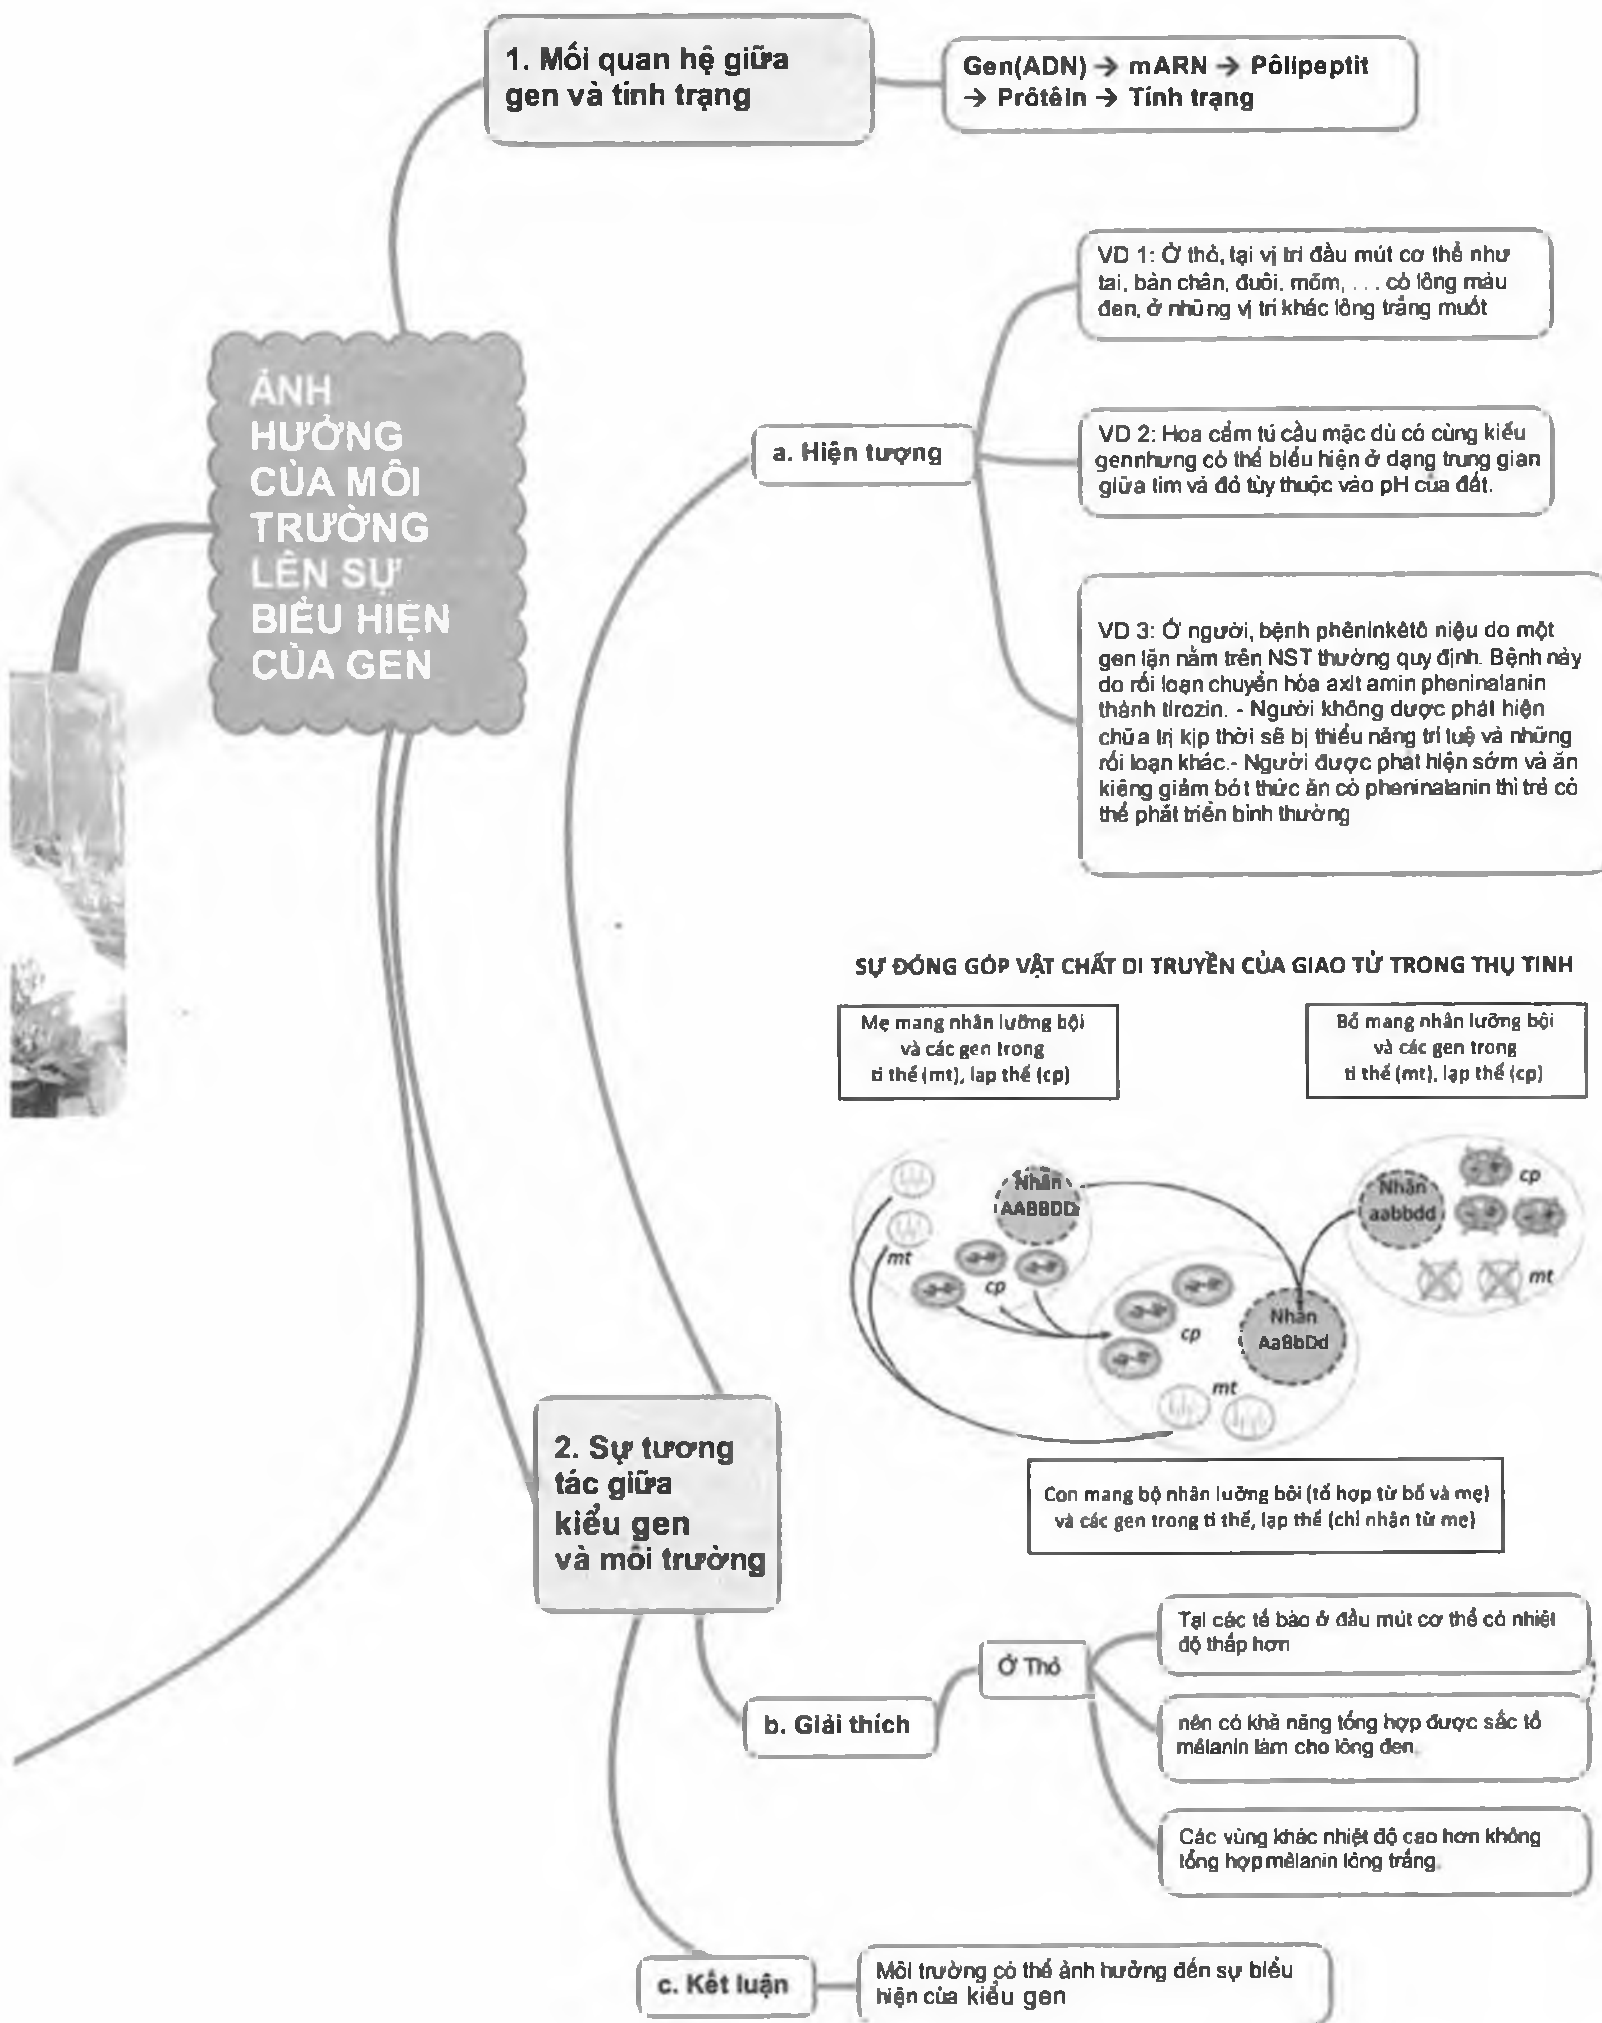 1. Mối quan hệ giữa
gen và tính trạng
Gen(ADN) → mARN → Pôlipeptit
→ Prôtêin → Tính trạng
ẢNH
HƯỞNG
CỦA MÔI
TRƯỜNG
LÊN SỰ
BIỂU HIỆN
CỦA GEN
a. Hiện tượng
VD 1: Ở thỏ, tại vị trí đầu mút cơ thể như
tai, bàn chân, đuôi, mõm, . . . có lông màu
đen, ở những vị trí khác lông trắng muốt
VD 2: Hoa cẩm tú cầu mặc dù có cùng kiểu
gennhưng có thể biểu hiện ở dạng trung gian
giữa tím và đỏ tùy thuộc vào pH của đất.
VD 3: Ở người, bệnh phêninkêtô niệu do một
gen lặn nằm trên NST thường quy định. Bệnh này
do rối loạn chuyển hóa axit amin pheninalanin
thành tirozin. - Người không được phát hiện
chữa trị kịp thời sẽ bị thiểu năng trí tuệ và những
rối loạn khác.- Người được phát hiện sớm và ăn
kiêng giảm bớt thức ăn có pheninalanin thì trẻ có
thể phát triển bình thường
SỰ ĐÓNG GÓP VẬT CHẤT DI TRUYỀN CỦA GIAO TỬ TRONG THỤ TINH
Mẹ mang nhân lưỡng bội
và các gen trong
ti thể (mt), lạp thể (cp)
Bố mang nhân lưỡng bội
và các gen trong
ti thể (mt), lạp thể (cp)
Nhân
AABBDD
mt
cp
Nhân
aabbdd
cp
mt
cp
Nhân
AaBbDd
mt
Con mang bộ nhân lưỡng bội (tổ hợp từ bố và mẹ)
và các gen trong ti thể, lạp thể (chỉ nhận từ mẹ)
2. Sự tương
tác giữa
kiểu gen
và môi trường
b. Giải thích
Ở Thỏ
Tại các tế bào ở đầu mút cơ thể có nhiệt
độ thấp hơn
nên có khả năng tổng hợp được sắc tố
mêlanin làm cho lông đen.
Các vùng khác nhiệt độ cao hơn không
tổng hợp mêlanin lông trắng.
c. Kết luận
Môi trường có thể ảnh hưởng đến sự biểu
hiện của kiểu gen